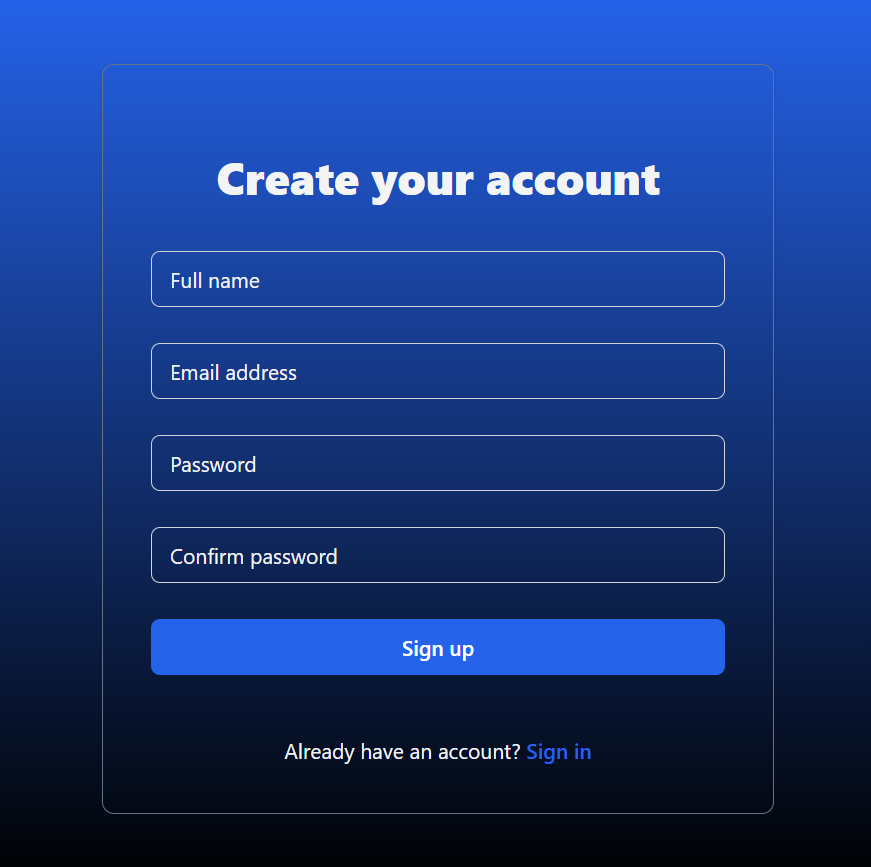 Create your account
Full name
Email address
Password
Confirm password
Sign up
Already have an account? Sign in